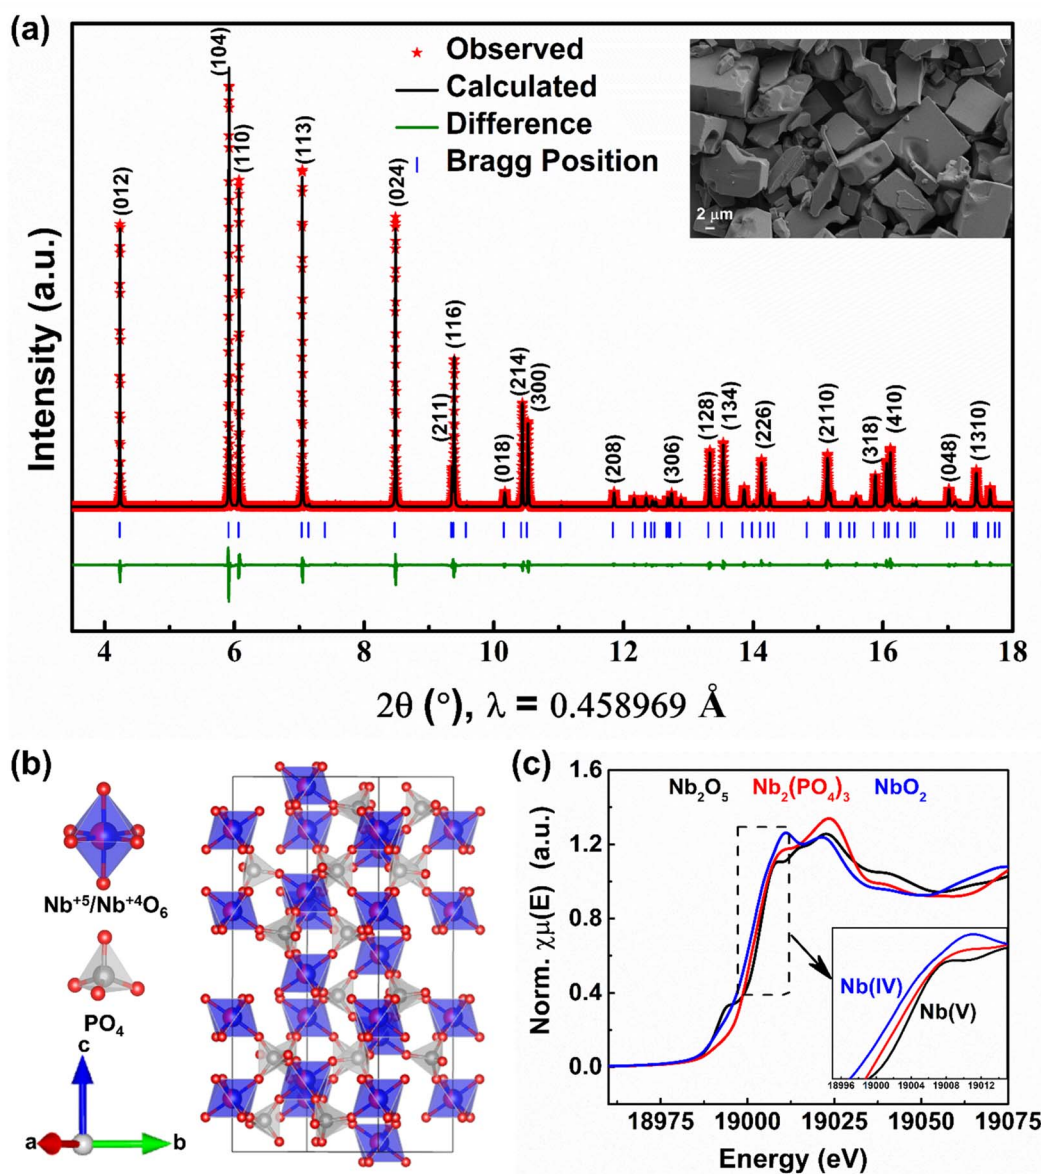 (a)
Observed
Calculated
Difference
Bragg Position
2 μm
(012)
(104)
(110)
(113)
(024)
(211)
(116)
(018)
(214)
(300)
(208)
(306)
(128)
(134)
(226)
(2110)
(318)
(410)
(048)
(1310)
Intensity (a.u.)
4 6 8 10 12 14 16 18
2θ (°), λ = 0.458969 Å
(b)
Nb⁺⁵/Nb⁺⁴O₆
PO₄
c
a
b
(c)
Nb₂O₅ Nb₂(PO₄)₃ NbO₂
Norm. χμ(E) (a.u.)
1.6
1.2
0.8
0.4
0.0
Nb(IV)
Nb(V)
18996 19000 19004 19008 19012
18975 19000 19025 19050 19075
Energy (eV)